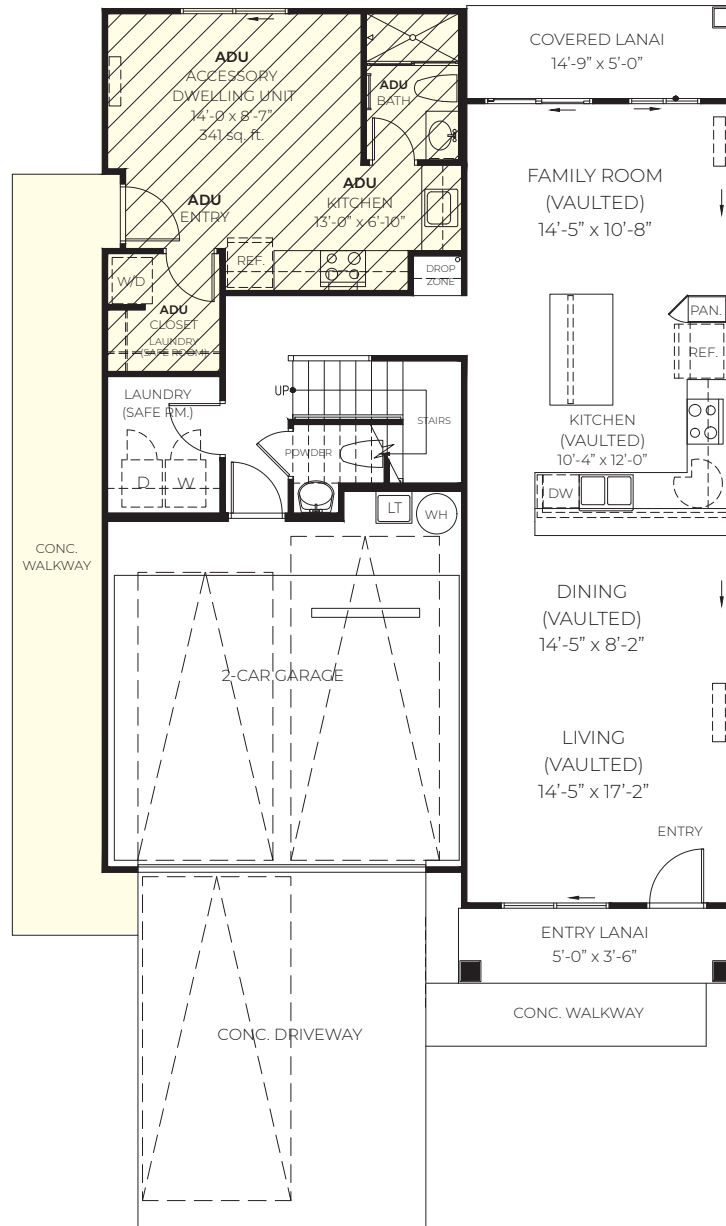 ADU
ACCESSORY
DWELLING UNIT
14’-0 x 8’-7”
341 sq. ft.
ADU
BATH
COVERED LANAI
14’-9” x 5’-0”
FAMILY ROOM
(VAULTED)
14’-5” x 10’-8”
ADU
ENTRY
ADU
KITCHEN
13’-0” x 6’-10”
REF.
DROP
ZONE
W/D
ADU
CLOSET
LAUNDRY
(SAFE ROOM)
PAN.
REF.
LAUNDRY
(SAFE RM.)
D
W
UP
STAIRS
POWDER
KITCHEN
(VAULTED)
10’-4” x 12’-0”
DW
LT
WH
CONC.
WALKWAY
DINING
(VAULTED)
14’-5” x 8’-2”
2-CAR GARAGE
LIVING
(VAULTED)
14’-5” x 17’-2”
ENTRY
ENTRY LANAI
5’-0” x 3’-6”
CONC. WALKWAY
CONC. DRIVEWAY